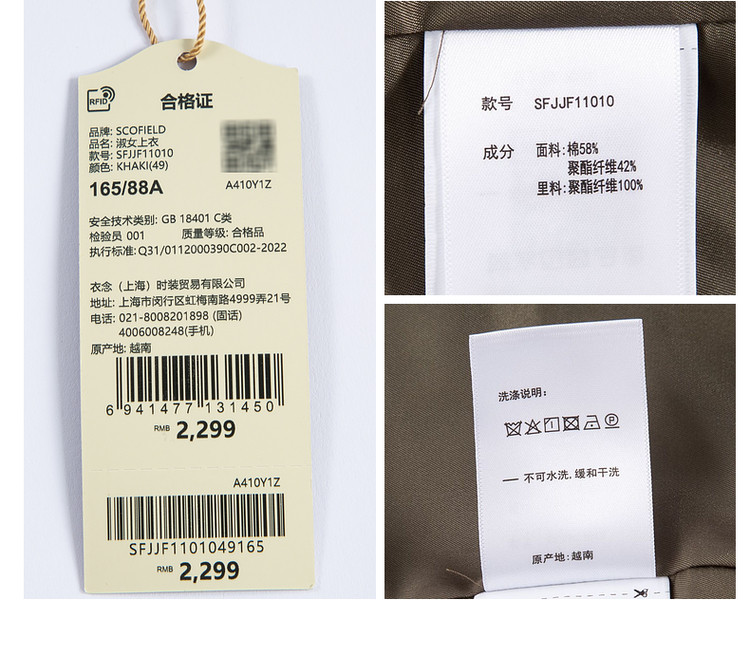 RFID
合格证
品牌: SCOFIELD
品名: 淑女上衣
款号: SFJJF11010
颜色: KHAKI(49)
165/88A
A410Y1Z
安全技术类别: GB 18401 C类
检验员 001 质量等级: 合格品
执行标准: Q31/0112000390C002-2022
衣念（上海）时装贸易有限公司
地址: 上海市闵行区虹梅南路4999弄21号
电话: 021-8008201898 (固话)
4006008248(手机)
原产地: 越南
6 941477 131450
RMB 2,299
A410Y1Z
SFJJF1101049165
RMB 2,299
款号 SFJJF11010
成分 面料:棉58%
聚酯纤维42%
里料:聚酯纤维100%
洗涤说明:
— 不可水洗,缓和干洗
原产地:越南